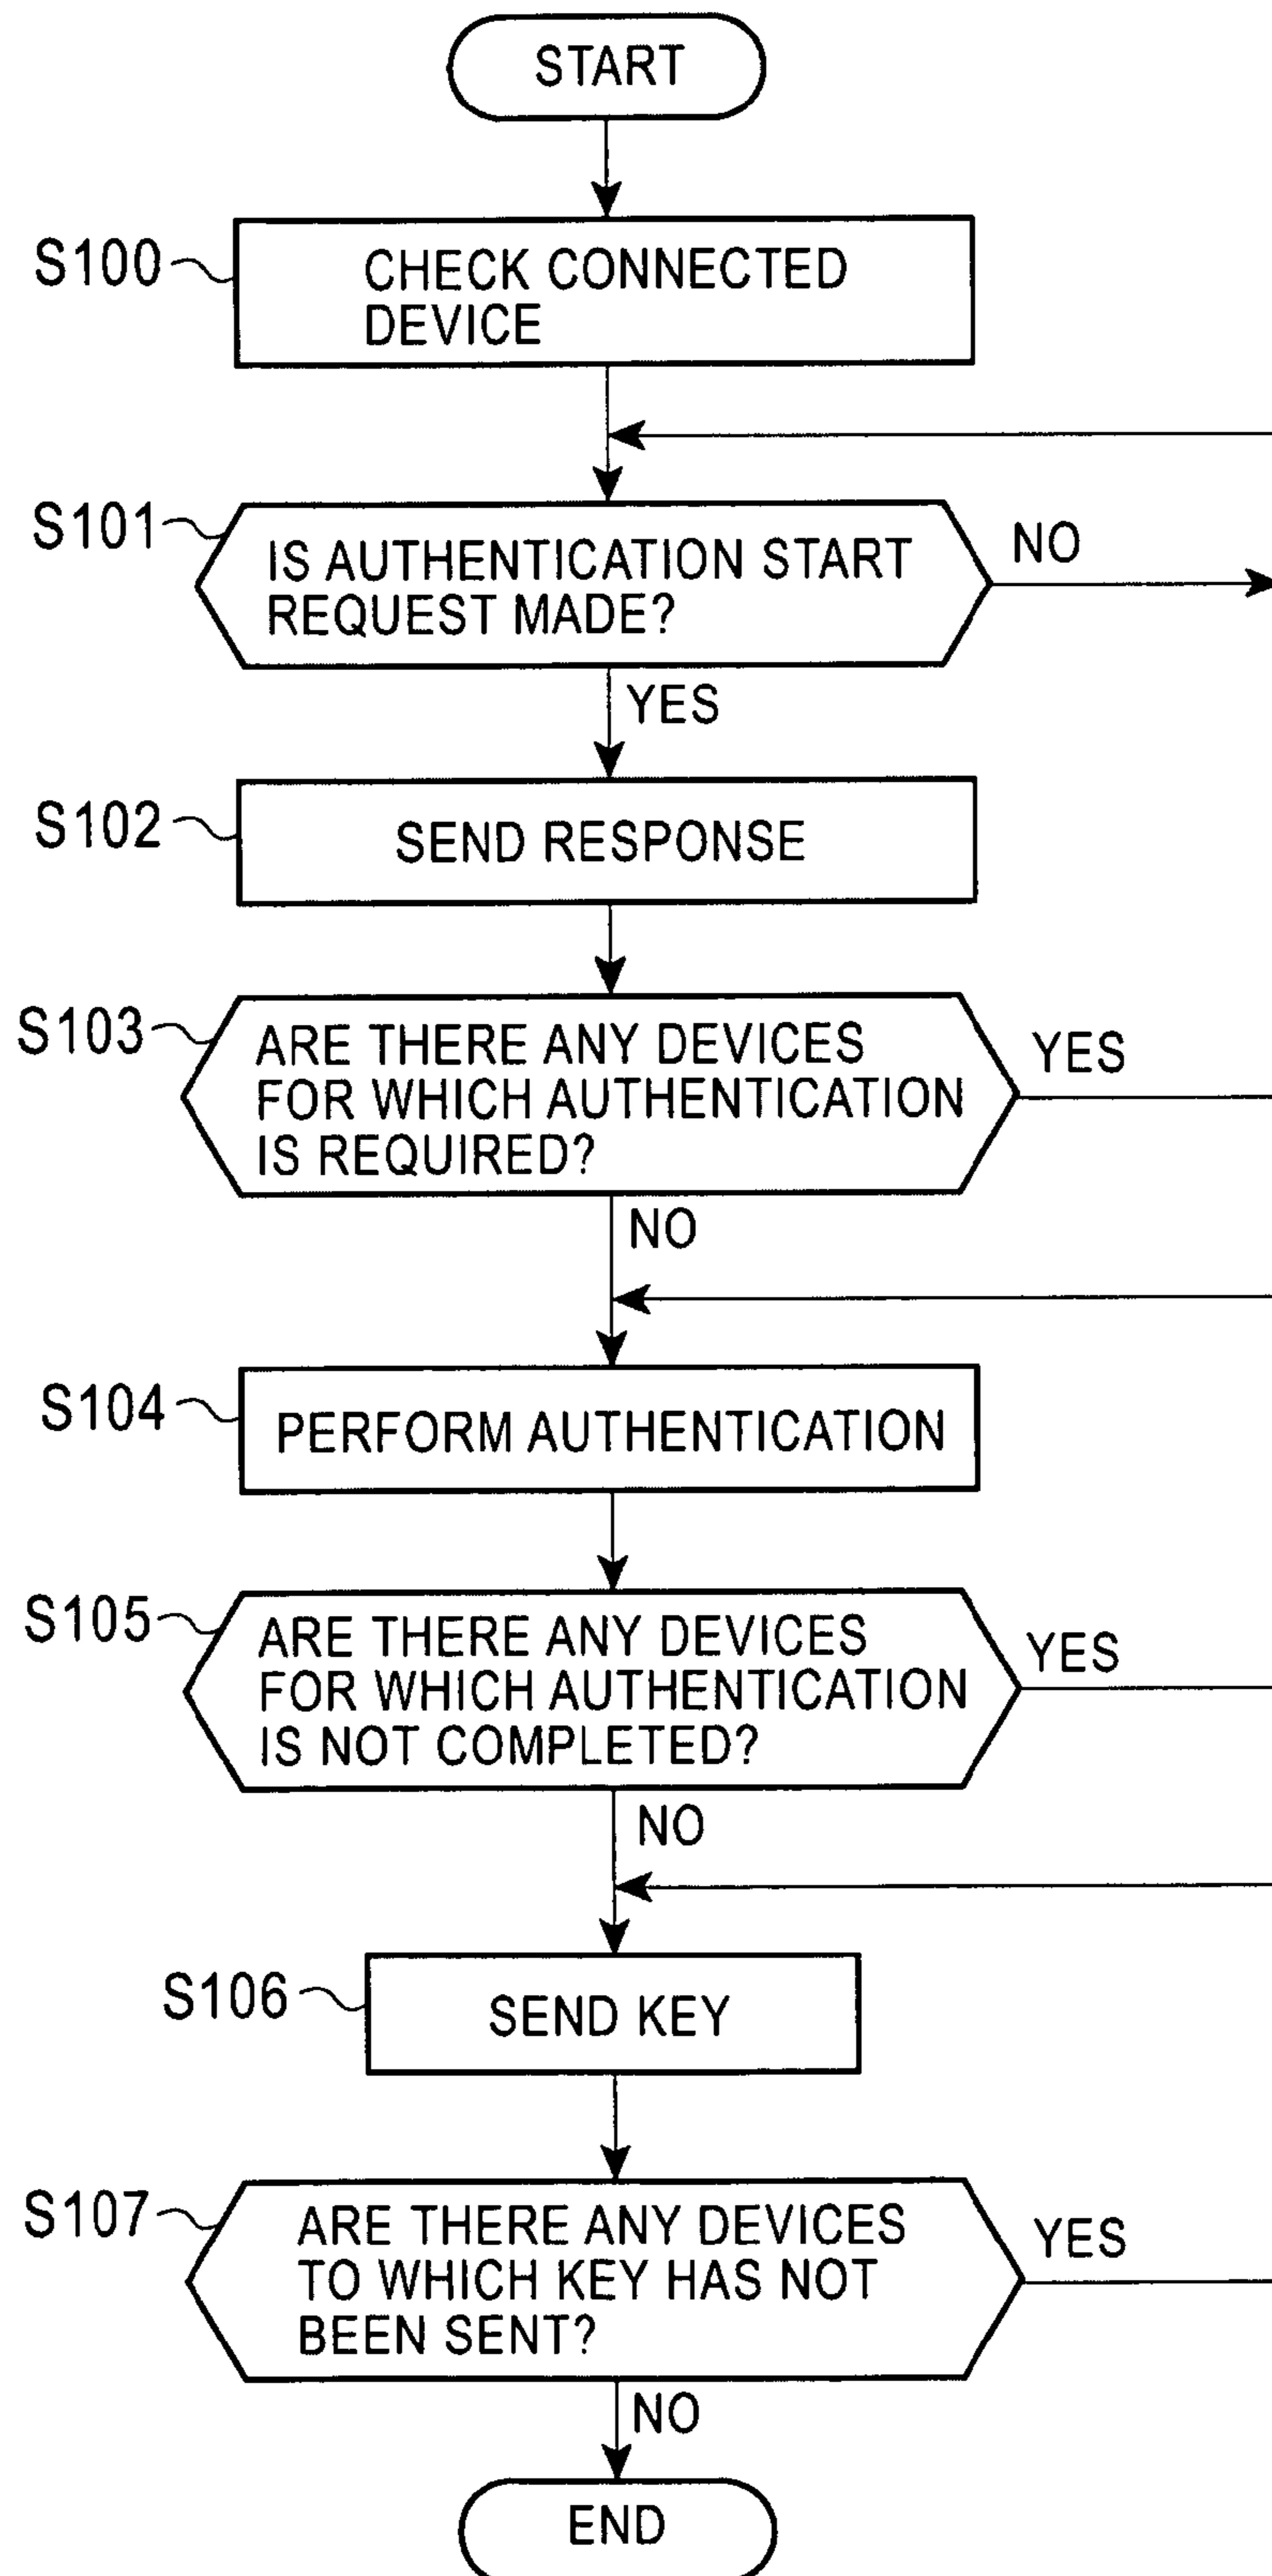 START
S100
CHECK CONNECTED
DEVICE
S101
IS AUTHENTICATION START
REQUEST MADE?
NO
YES
S102
SEND RESPONSE
S103
ARE THERE ANY DEVICES
FOR WHICH AUTHENTICATION
IS REQUIRED?
YES
NO
S104
PERFORM AUTHENTICATION
S105
ARE THERE ANY DEVICES
FOR WHICH AUTHENTICATION
IS NOT COMPLETED?
YES
NO
S106
SEND KEY
S107
ARE THERE ANY DEVICES
TO WHICH KEY HAS NOT
BEEN SENT?
YES
NO
END